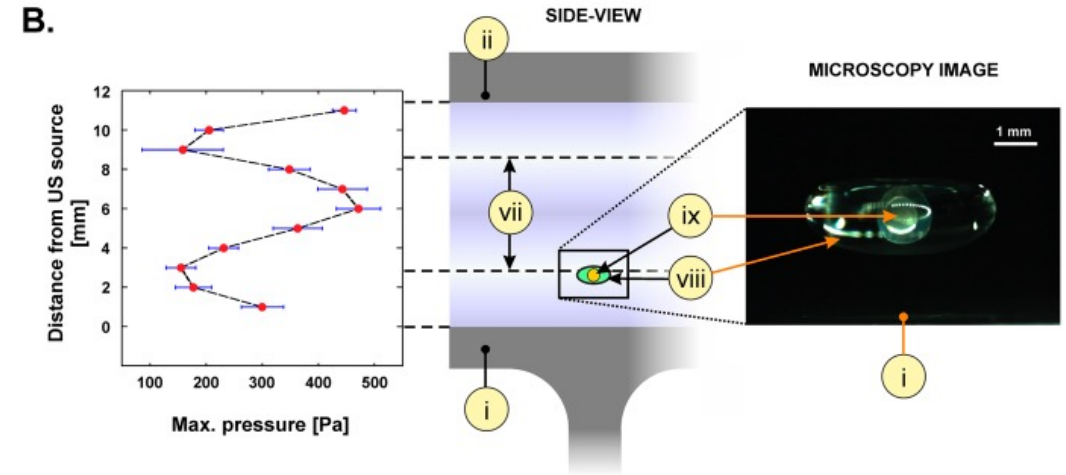 B.
SIDE-VIEW
ii
MICROSCOPY IMAGE
12
10
8
6
4
2
0
Distance from US source
[mm]
100 200 300 400 500
Max. pressure [Pa]
vii
ix
viii
i
1 mm
i